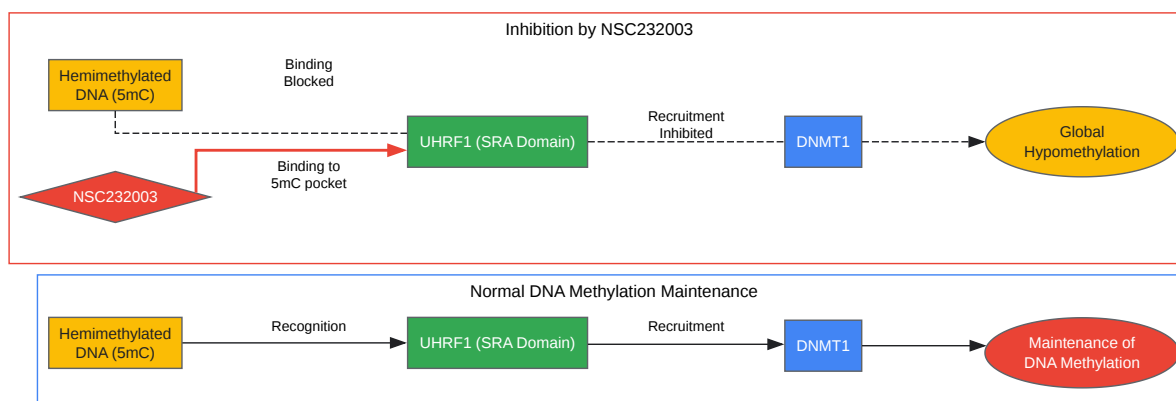 Inhibition by NSC232003
Hemimethylated
DNA (5mC)
Binding
Blocked
UHRF1 (SRA Domain)
Recruitment
Inhibited
DNMT1
Global
Hypomethylation
Binding to
5mC pocket
NSC232003
Normal DNA Methylation Maintenance
Hemimethylated
DNA (5mC)
Recognition
UHRF1 (SRA Domain)
Recruitment
DNMT1
Maintenance of
DNA Methylation